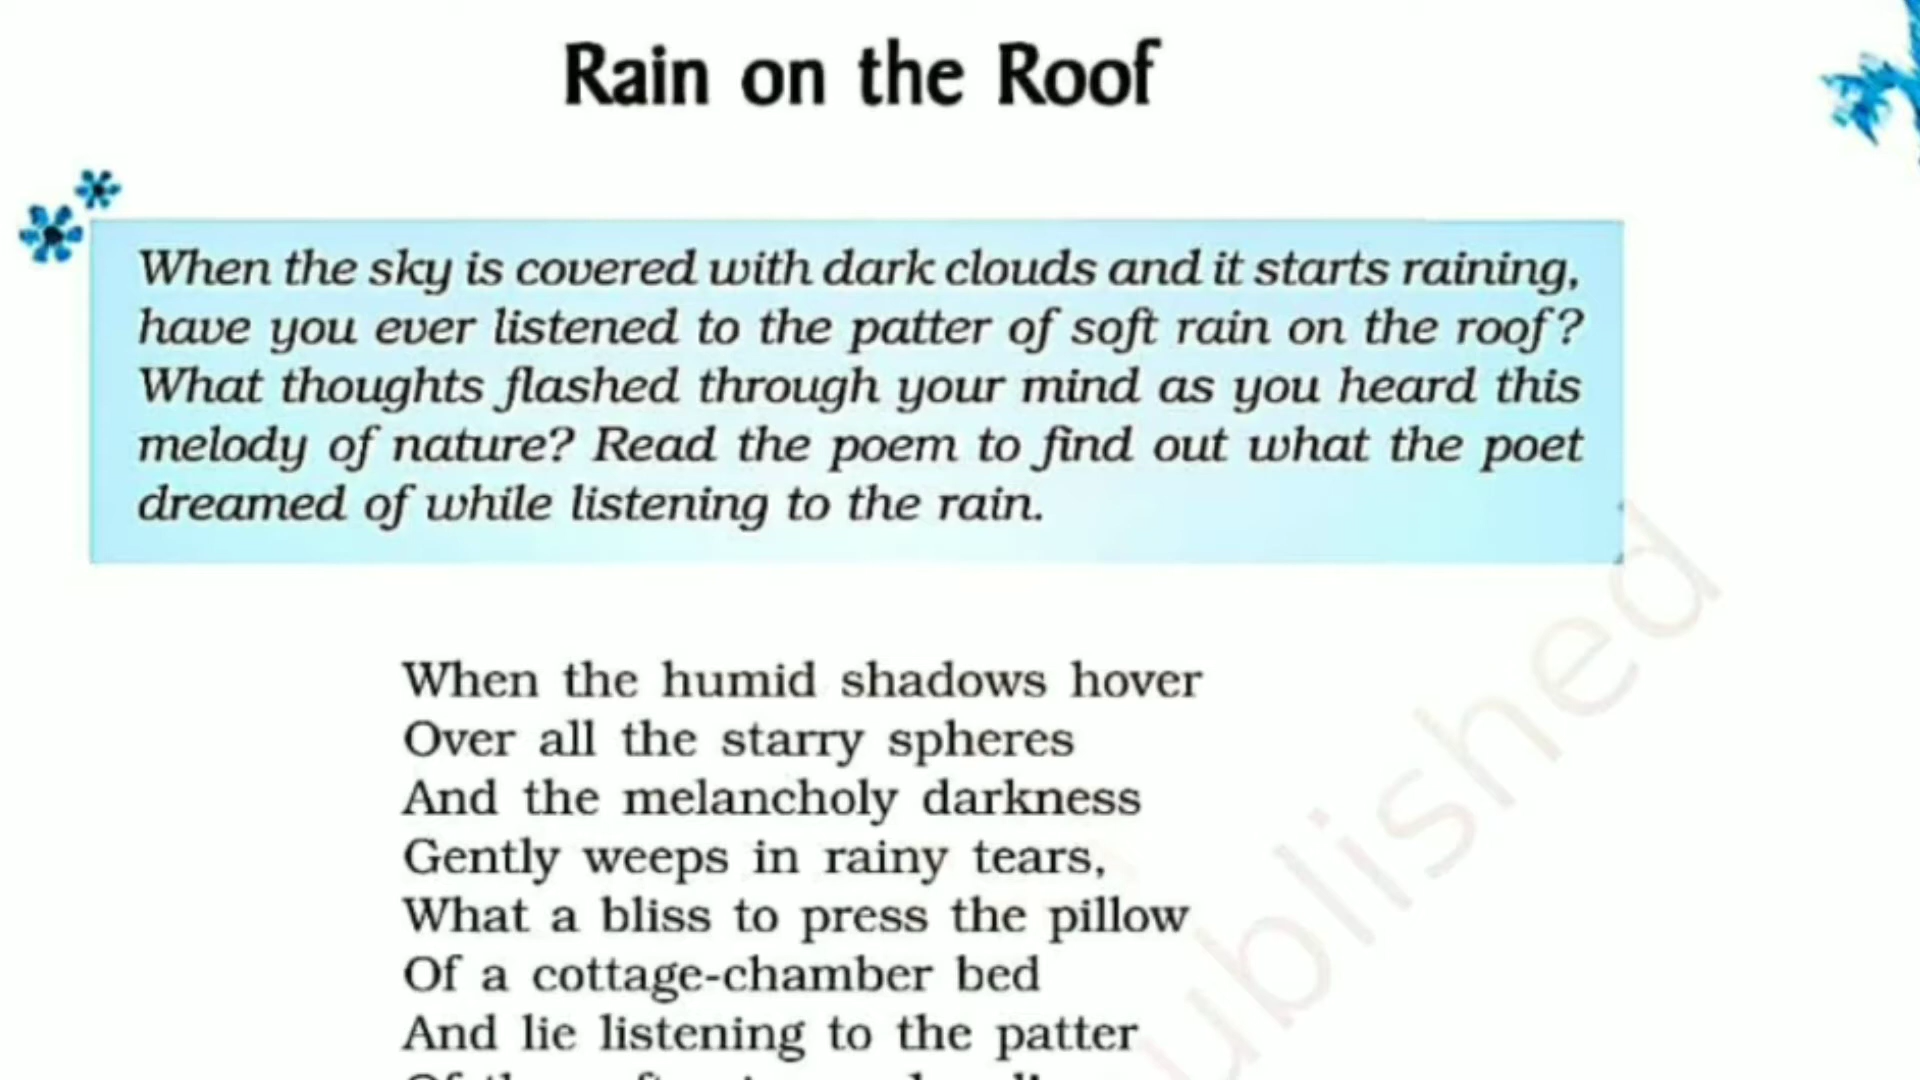 Rain on the Roof
When the sky is covered with dark clouds and it starts raining,
have you ever listened to the patter of soft rain on the roof?
What thoughts flashed through your mind as you heard this
melody of nature? Read the poem to find out what the poet
dreamed of while listening to the rain.
When the humid shadows hover
Over all the starry spheres
And the melancholy darkness
Gently weeps in rainy tears,
What a bliss to press the pillow
Of a cottage-chamber bed
And lie listening to the patter
ublished